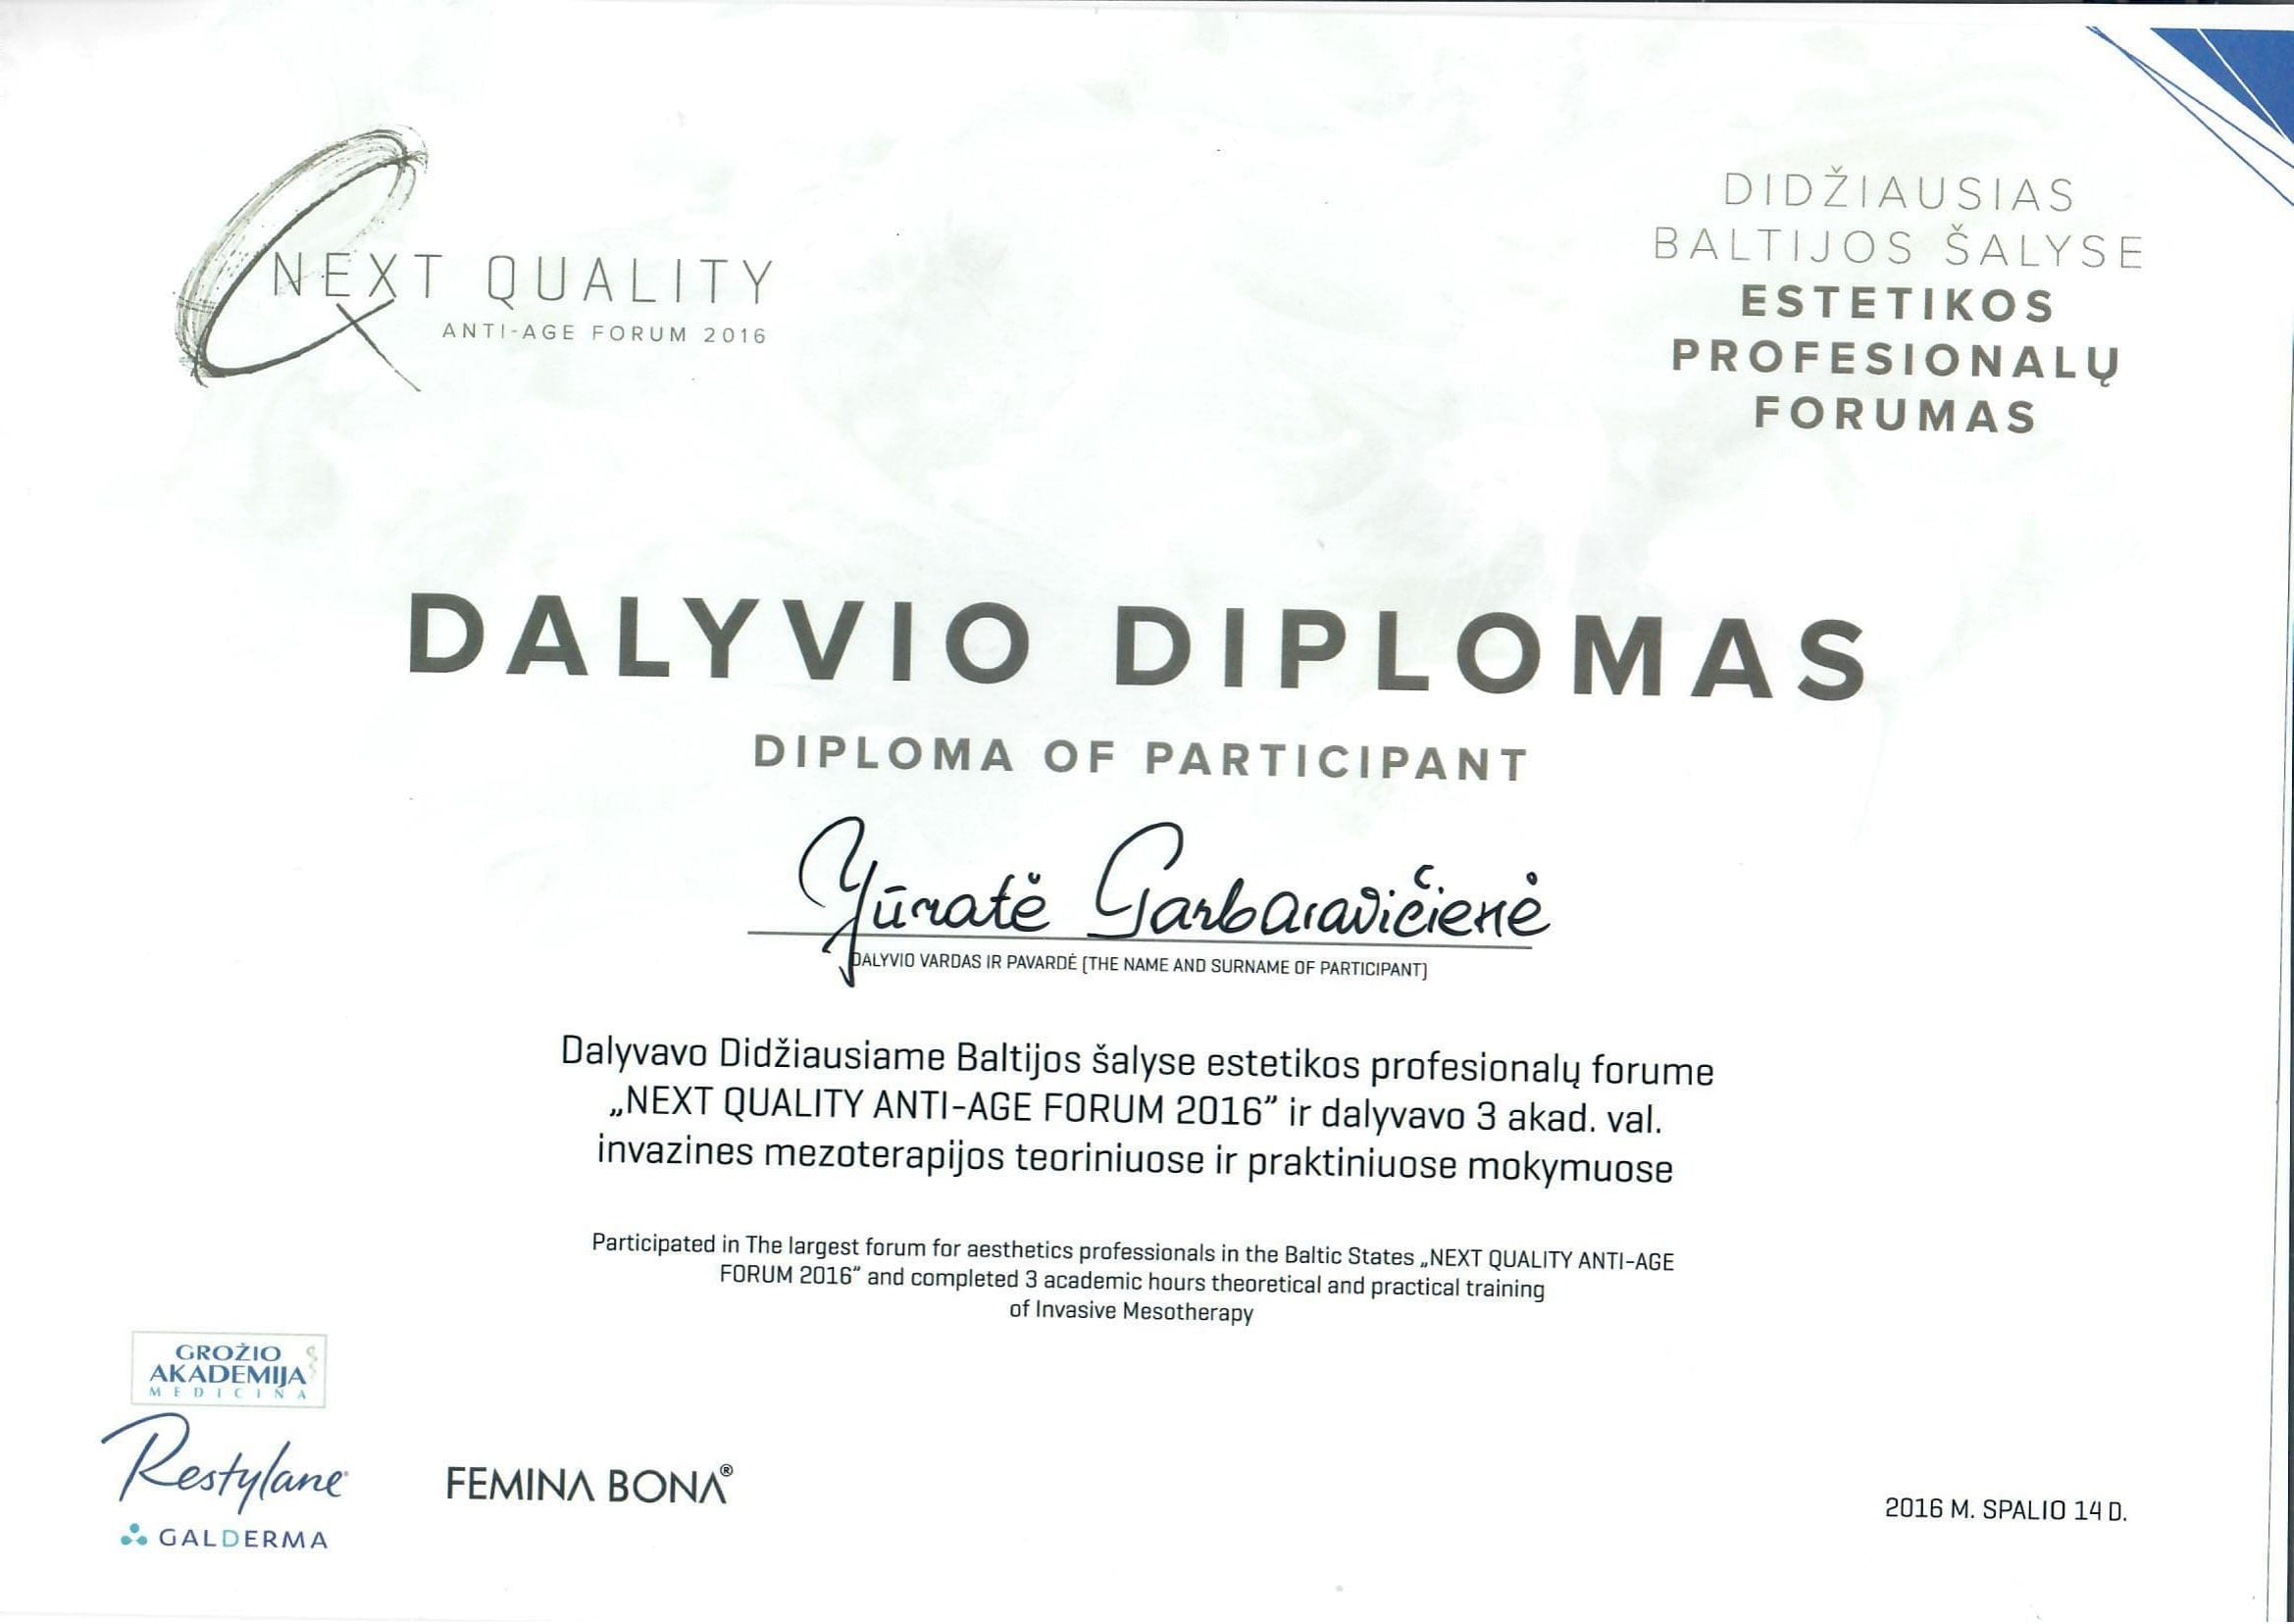 NEXT QUALITY
ANTI-AGE FORUM 2016
DIDŽIAUSIAS
BALTIJOS ŠALYSE
ESTETIKOS
PROFESIONALŲ
FORUMAS
DALYVIO DIPLOMAS
DIPLOMA OF PARTICIPANT
Jūratė Garbaravičienė
DALYVIO VARDAS IR PAVARDĖ (THE NAME AND SURNAME OF PARTICIPANT)
Dalyvavo Didžiausiame Baltijos šalyse estetikos profesionalų forume
„NEXT QUALITY ANTI-AGE FORUM 2016” ir dalyvavo 3 akad. val.
invazines mezoterapijos teoriniuose ir praktiniuose mokymuose
Participated in The largest forum for aesthetics professionals in the Baltic States „NEXT QUALITY ANTI-AGE
FORUM 2016” and completed 3 academic hours theoretical and practical training
of Invasive Mesotherapy
GROŽIO
AKADEMIJA
MEDICINA
Restylane
GALDERMA
FEMINA BONA®
2016 M. SPALIO 14 D.